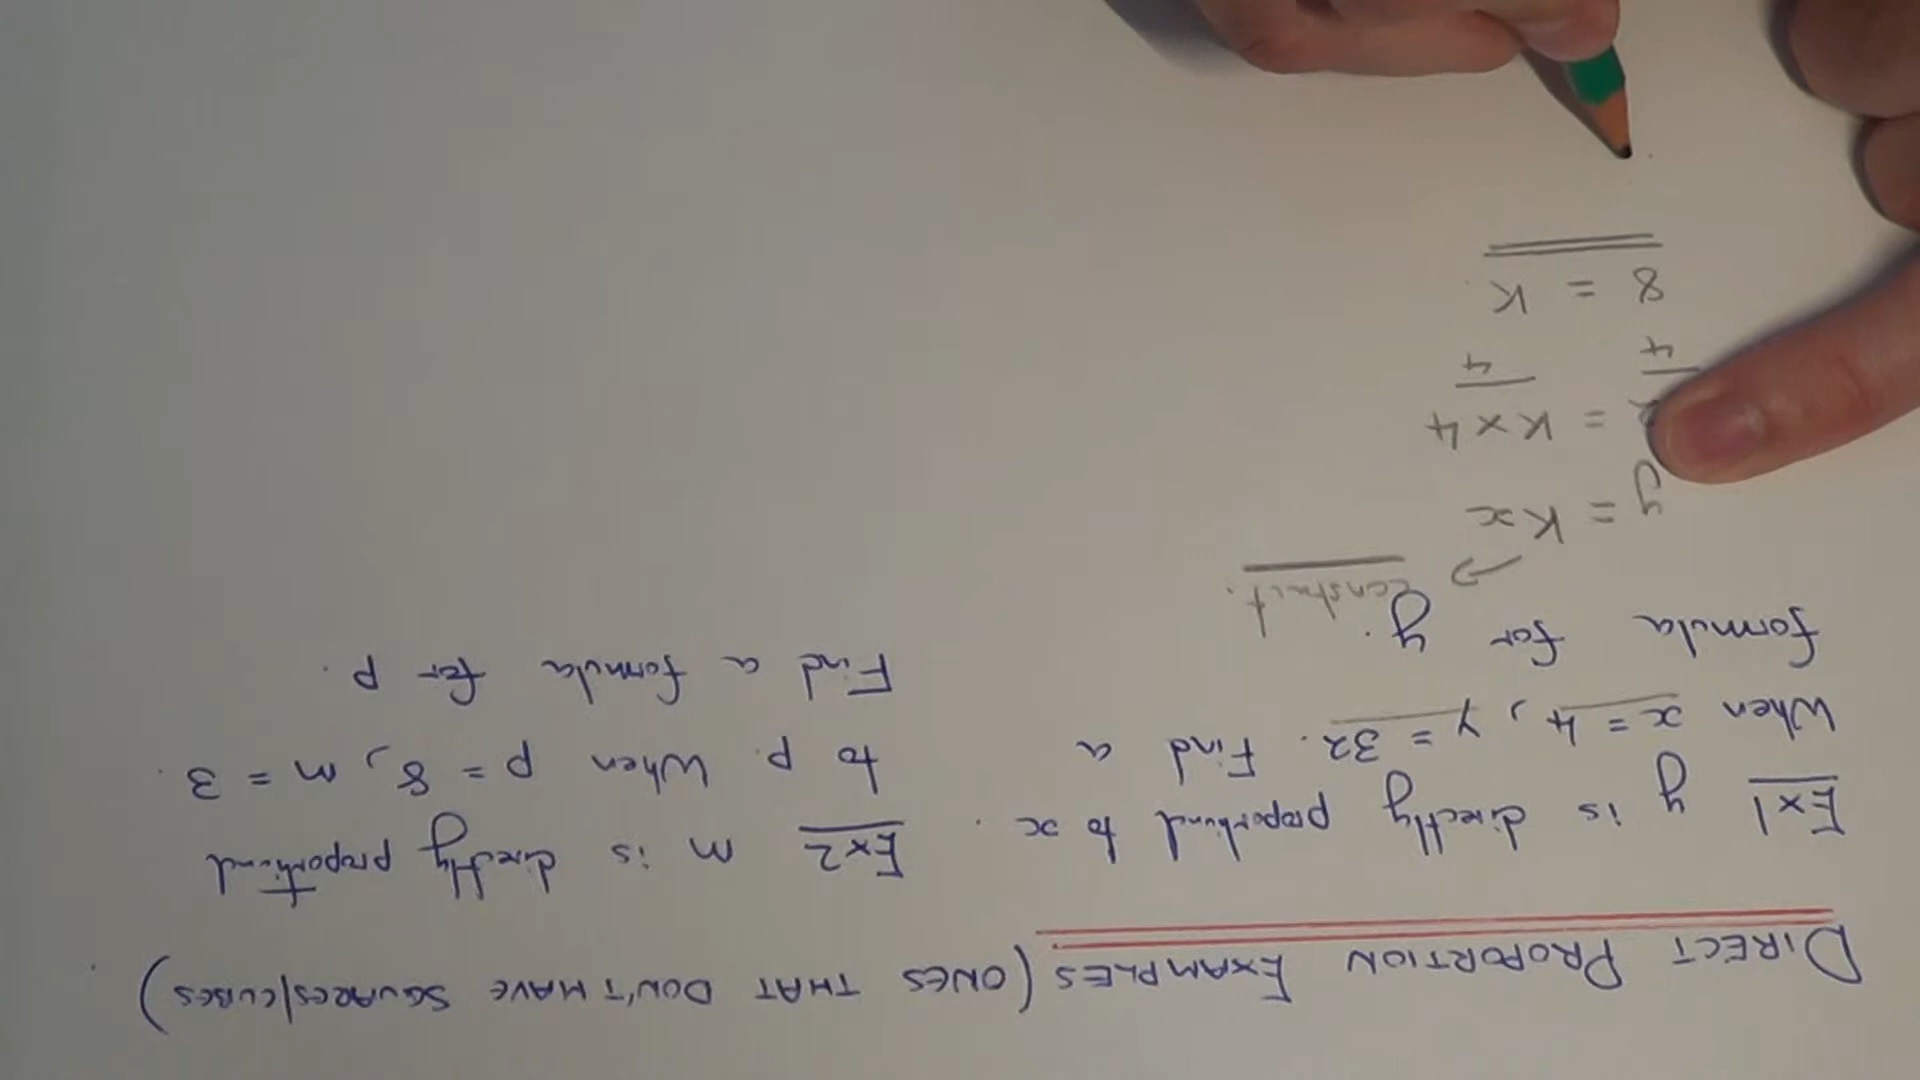 DIRECT PROPORTION EXAMPLES (ONES THAT DON'T HAVE SQUARES/CUBES)
Ex1 y is directly proportional to x.
When x = 4, y = 32. Find a
formula for y.
constant.
y = kx
= k × 4
4 4
8 = k
Ex2 m is directly proportional
to p. When p = 8, m = 3.
Find a formula for p.